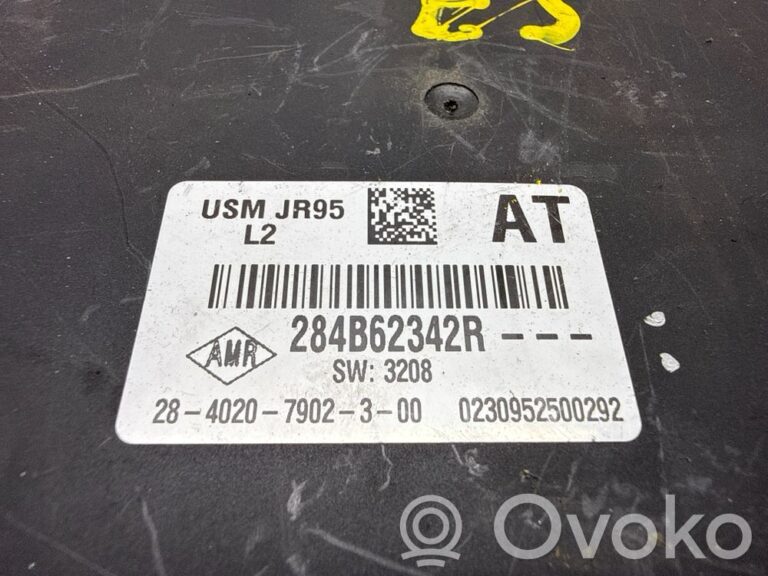 USM JR95
L2
AT
284B62342R---
AMR
SW: 3208
28-4020-7902-3-00 0230952500292
Ovoko